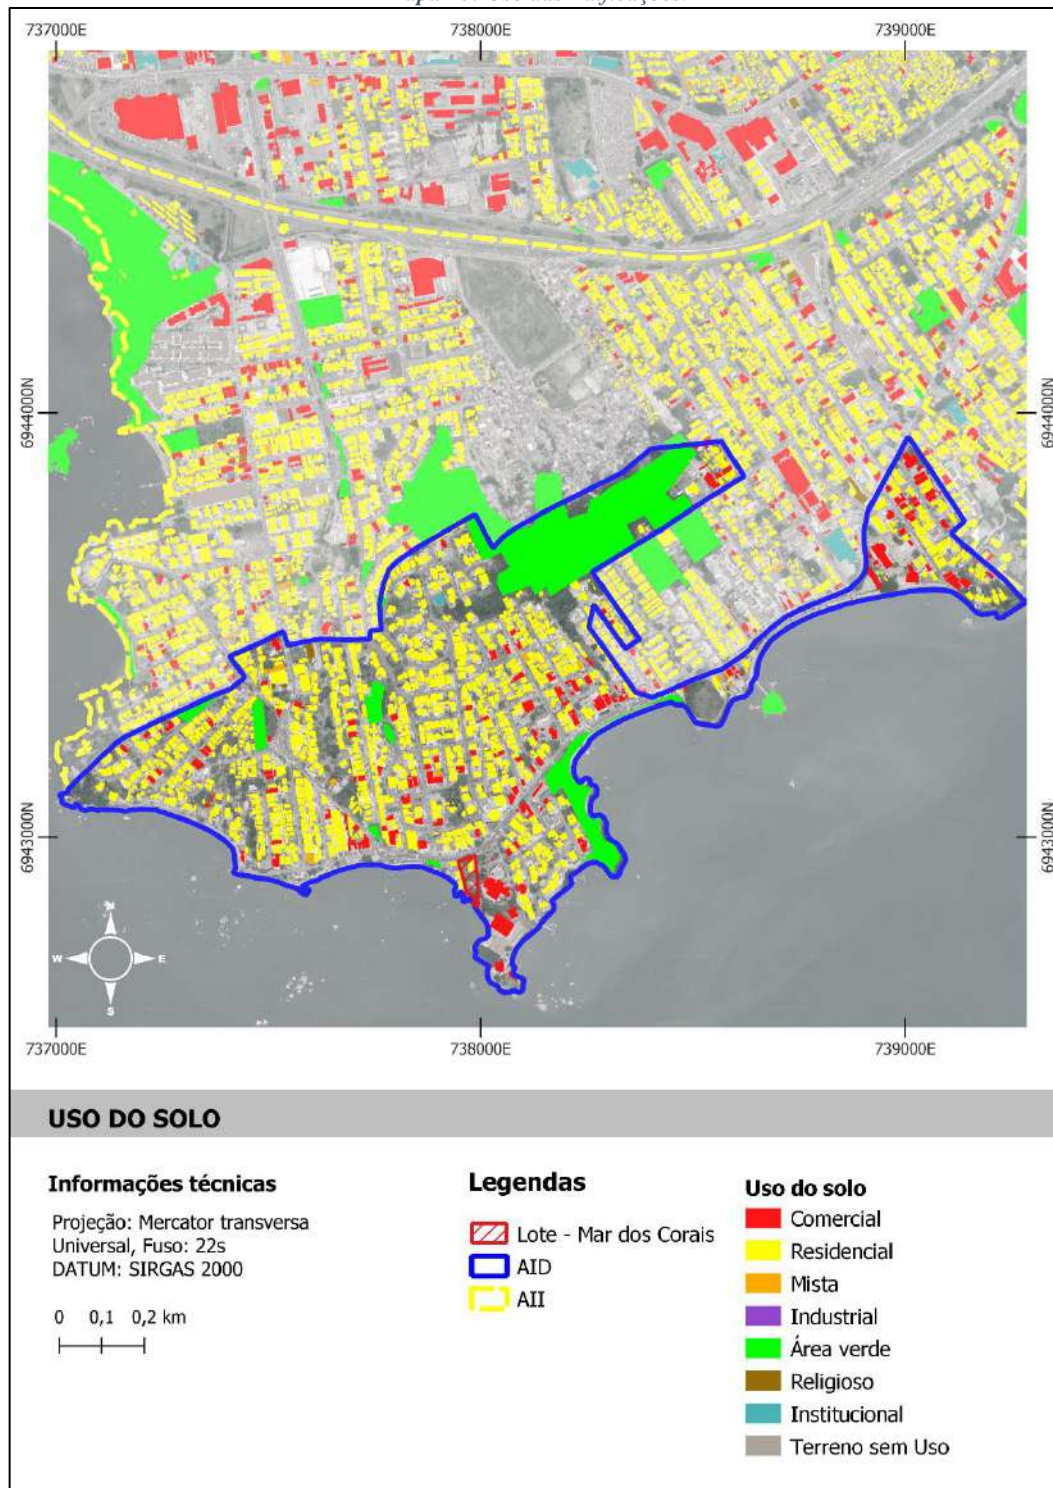 737000E 738000E 739000E
6944000N 6944000N
6943000N 6943000N
N
W E
S
737000E 738000E 739000E
USO DO SOLO
Informações técnicas
Projeção: Mercator transversa
Universal, Fuso: 22s
DATUM: SIRGAS 2000
0 0,1 0,2 km
Legendas
Lote - Mar dos Corais
AID
AII
Uso do solo
Comercial
Residencial
Mista
Industrial
Área verde
Religioso
Institucional
Terreno sem Uso